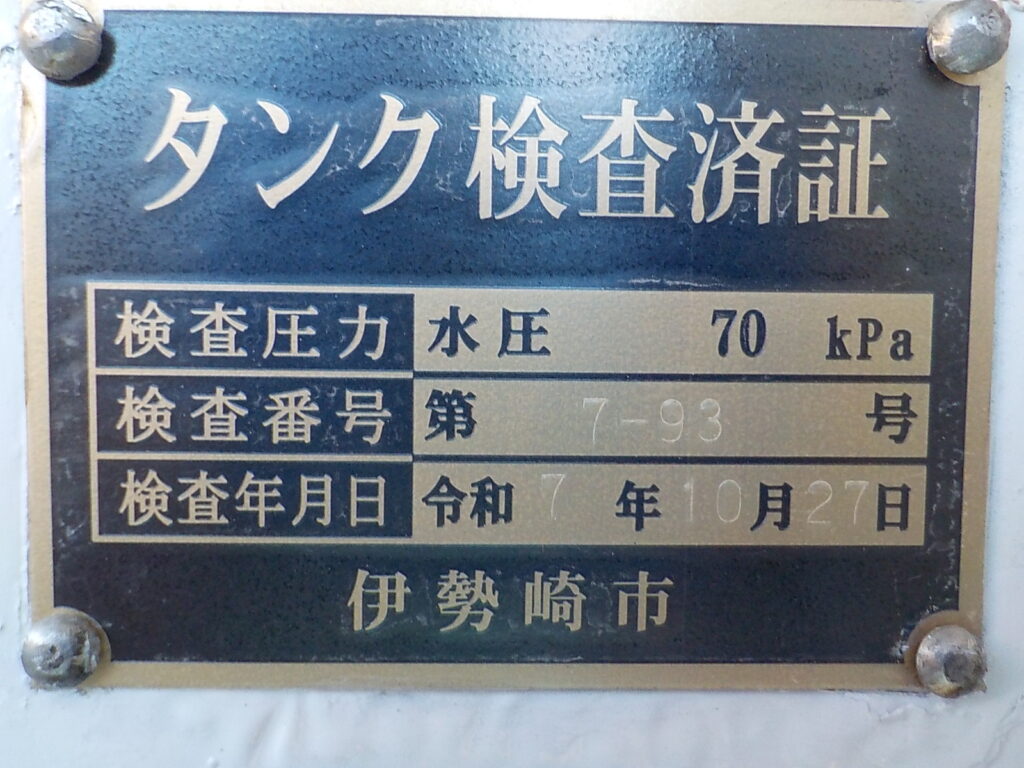 タンク検査済証
検査圧力 水圧 70 kPa
検査番号 第 7-93 号
検査年月日 令和 7 年 10 月 27 日
伊勢崎市